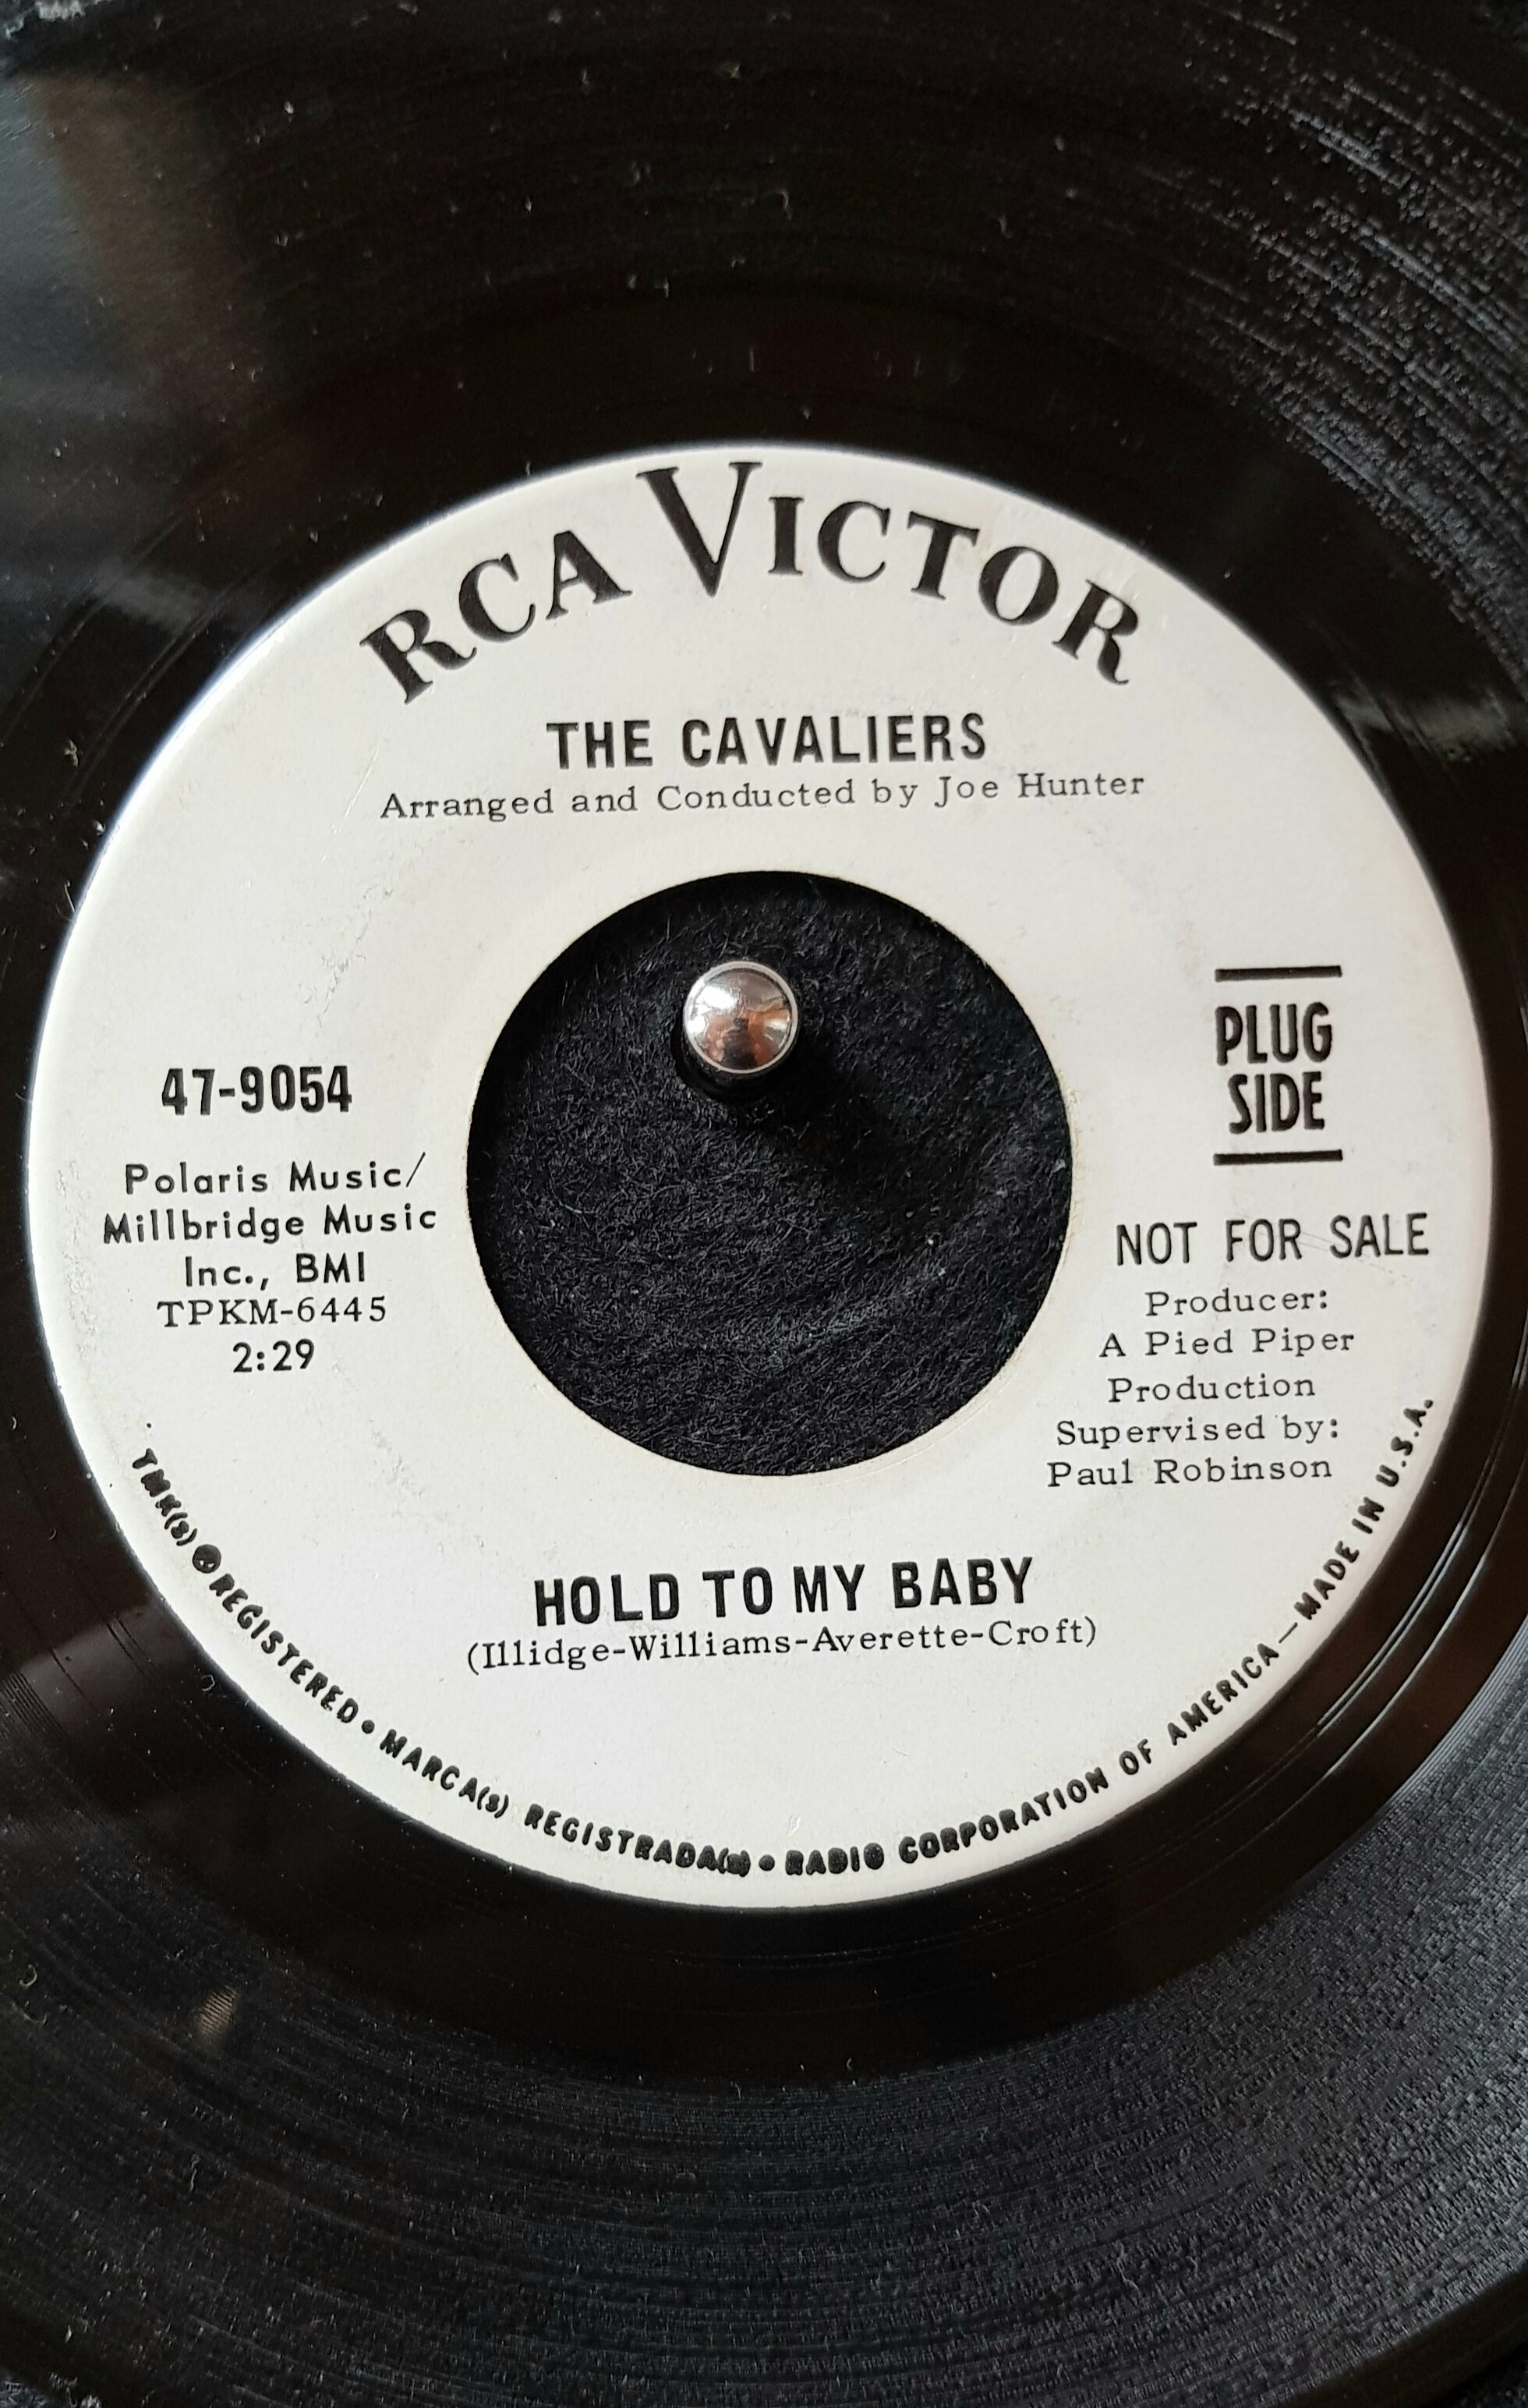 RCA VICTOR
THE CAVALIERS
Arranged and Conducted by Joe Hunter
47-9054
Polaris Music/
Millbridge Music
Inc., BMI
TPKM-6445
2:29
PLUG
SIDE
NOT FOR SALE
Producer:
A Pied Piper
Production
Supervised by:
Paul Robinson
HOLD TO MY BABY
(Illidge-Williams-Averette-Croft)
TMK(s) ® REGISTERED • MARCA(s) REGISTRADA(s) • RADIO CORPORATION OF AMERICA—MADE IN U.S.A.